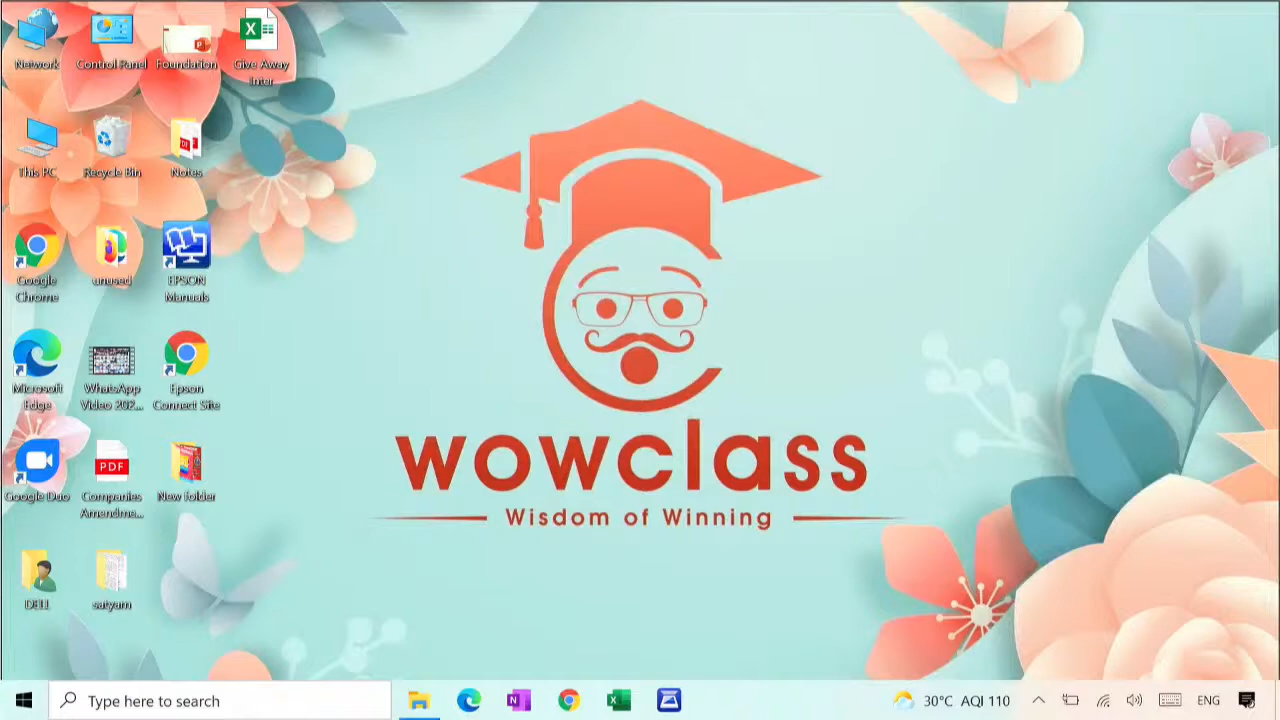 Network
Control Panel
Foundation
Give Away
Inter
This PC
Recycle Bin
Notes
Google
Chrome
unused
EPSON
Manuals
Microsoft
Edge
WhatsApp
Video 202...
Epson
Connect Site
Google Duo
PDF
Companies
Amendme...
New folder
DELL
satyam
wowclass
Wisdom of Winning
Type here to search
30°C AQI 110
ENG